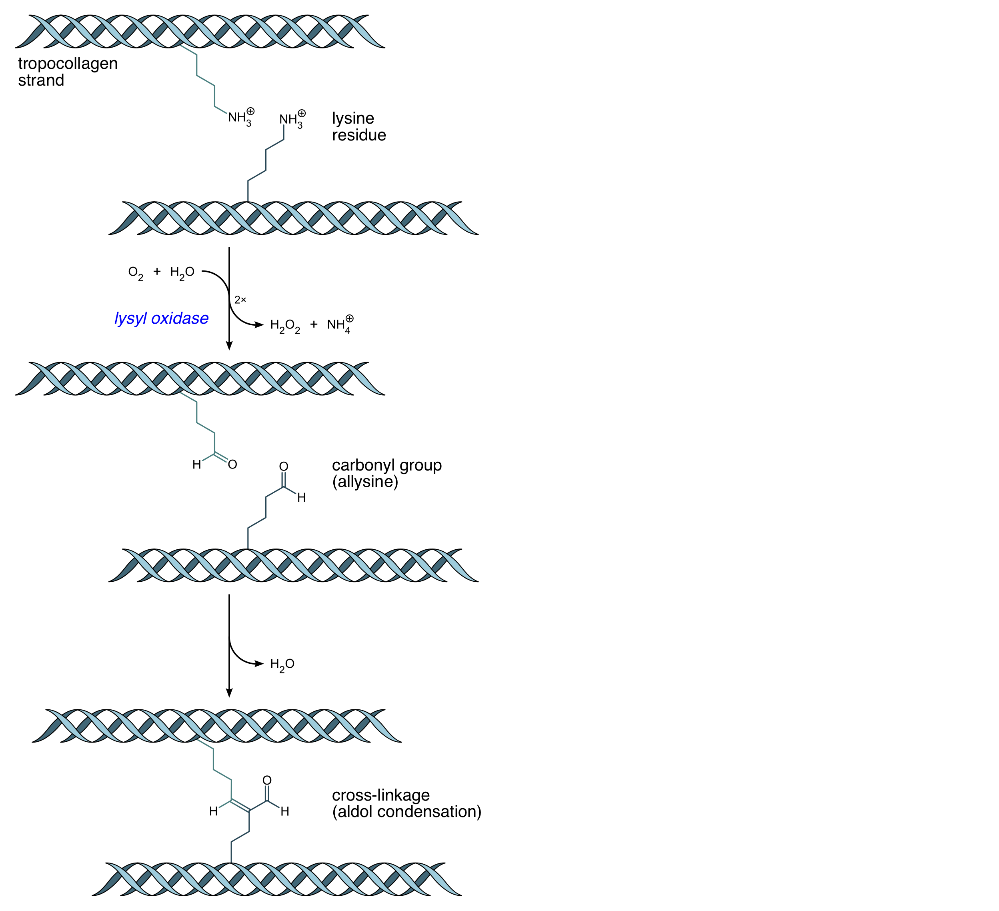 tropocollagen
strand
NH3⊕
NH3⊕
lysine
residue
O2 + H2O
2×
lysyl oxidase
H2O2 + NH4⊕
H O
O
H
carbonyl group
(allysine)
H2O
O
H H
cross-linkage
(aldol condensation)